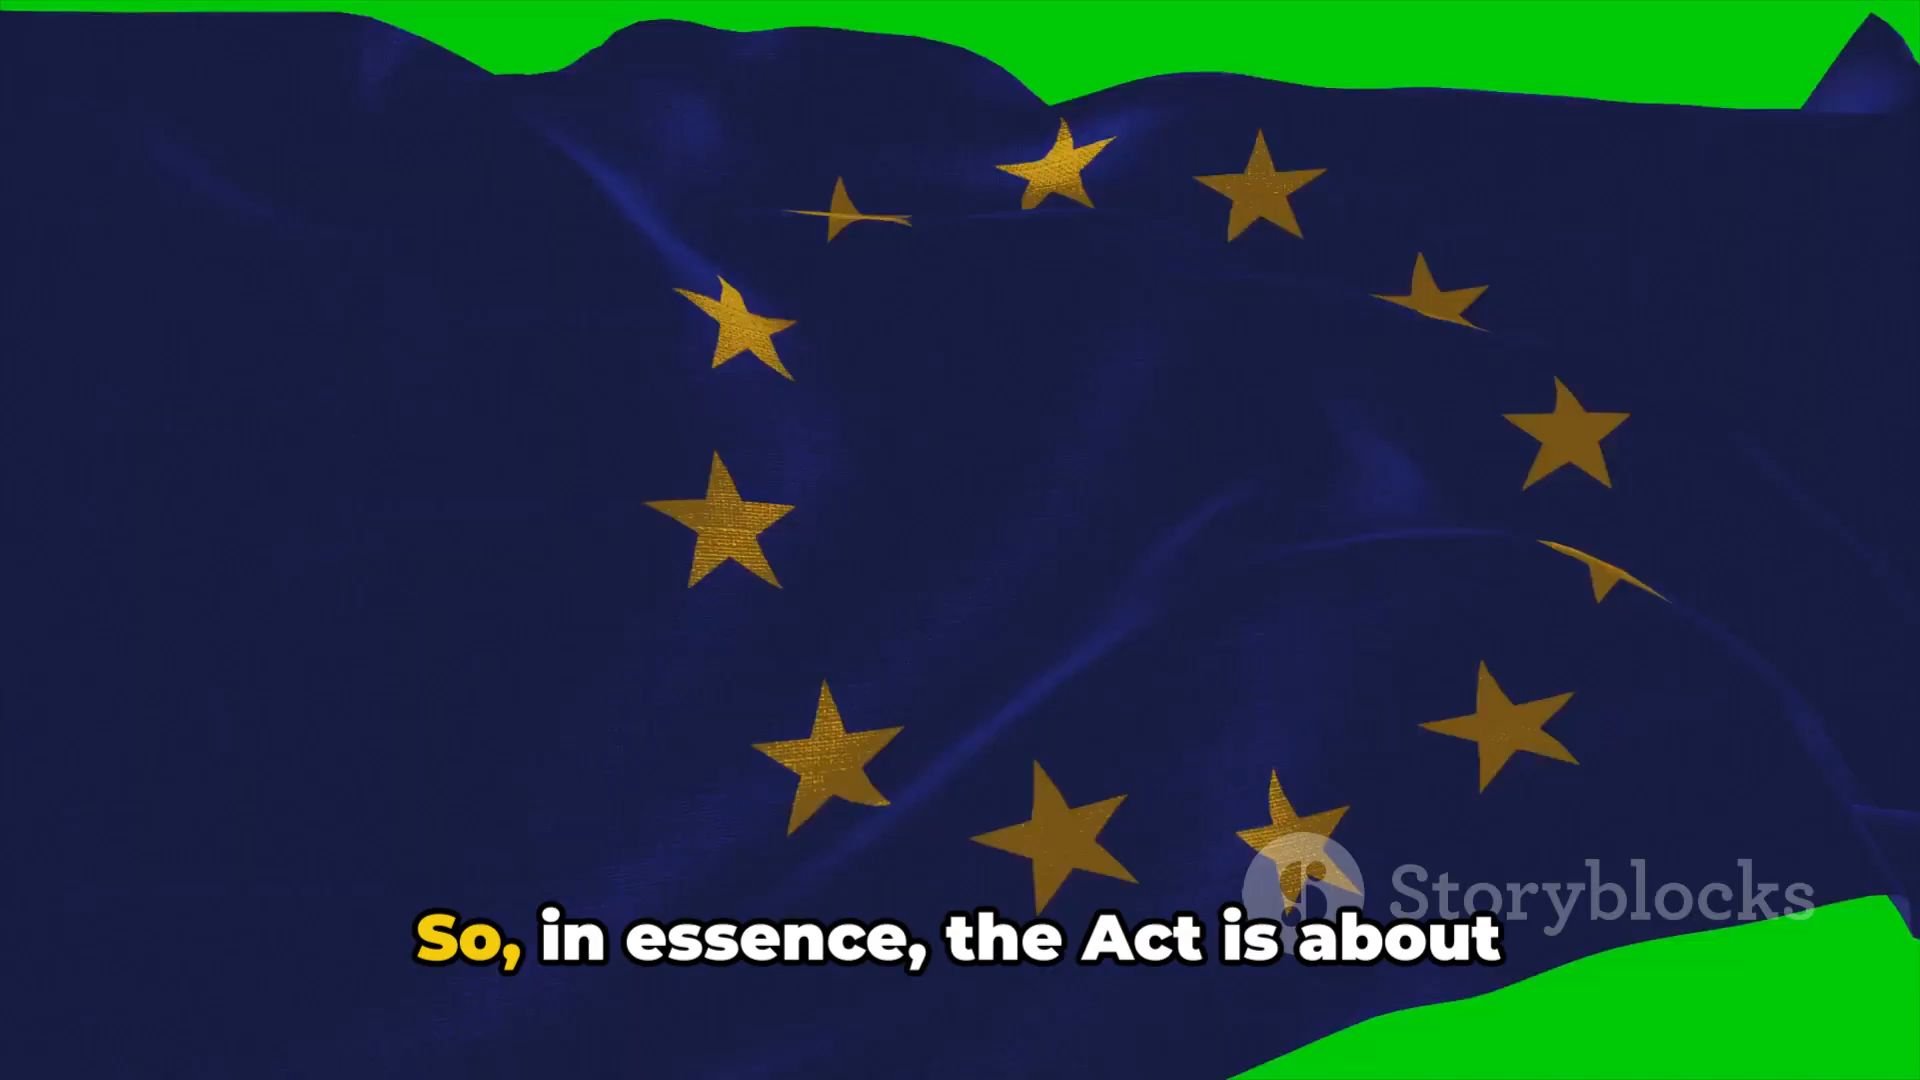 Storyblocks
So, in essence, the Act is about